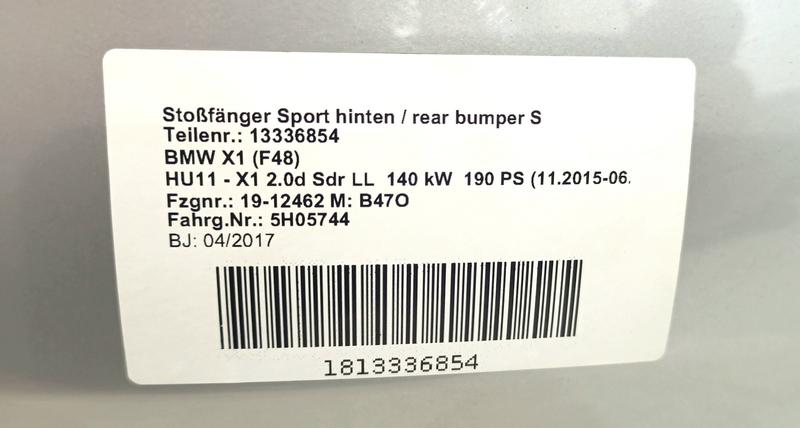 Stoßfänger Sport hinten / rear bumper S
Teilenr.: 13336854
BMW X1 (F48)
HU11 - X1 2.0d Sdr LL 140 kW 190 PS (11.2015-06.
Fzgnr.: 19-12462 M: B47O
Fahrg.Nr.: 5H05744
BJ: 04/2017
1813336854